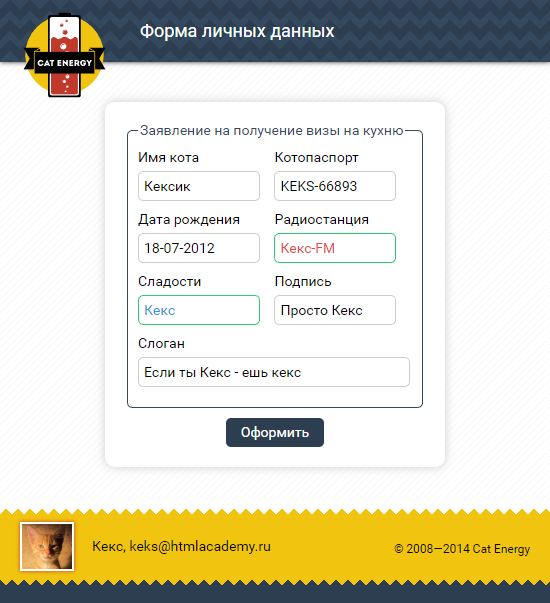 Форма личных данных
CAT ENERGY
Заявление на получение визы на кухню
Имя кота Котопаспорт
Кексик KEKS-66893
Дата рождения Радиостанция
18-07-2012 Кекс-FM
Сладости Подпись
Кекс Просто Кекс
Слоган
Если ты Кекс - ешь кекс
Оформить
Кекс, keks@htmlacademy.ru © 2008—2014 Cat Energy